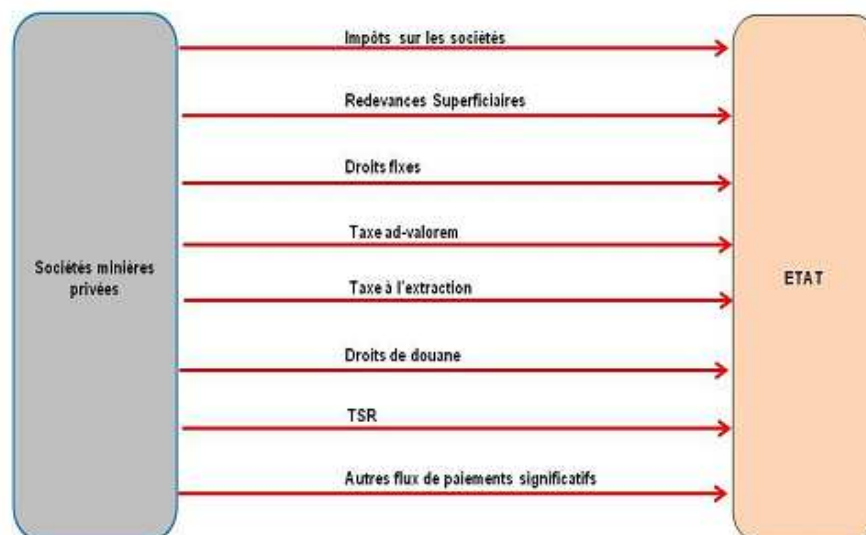 Impôts sur les sociétés
Redevances Superficiaires
Droits fixes
Taxe ad-valorem
Sociétés minières
privées
ETAT
Taxe à l'extraction
Droits de douane
TSR
Autres flux de paiements significatifs